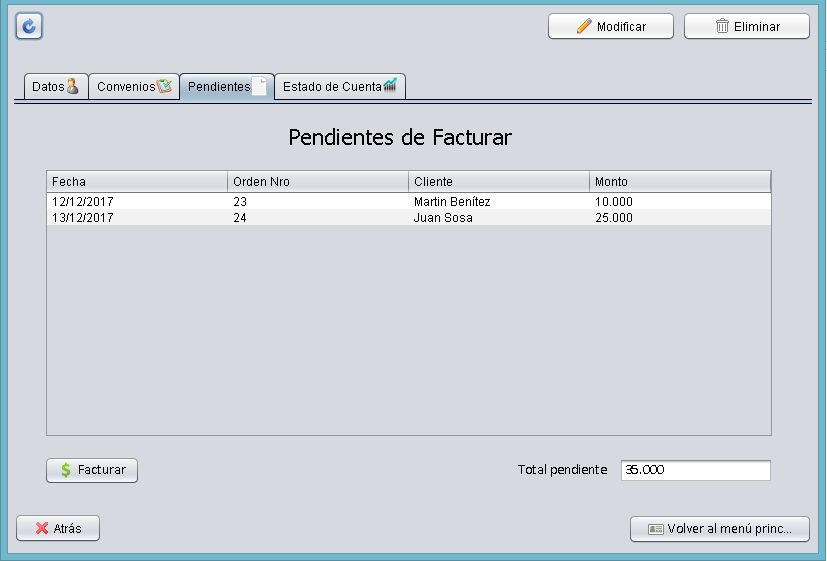 Modificar Eliminar
Datos Convenios Pendientes Estado de Cuenta
Pendientes de Facturar
Fecha Orden Nro Cliente Monto
12/12/2017 23 Martin Benítez 10.000
13/12/2017 24 Juan Sosa 25.000
$ Facturar Total pendiente 35.000
Atrás Volver al menú princ...